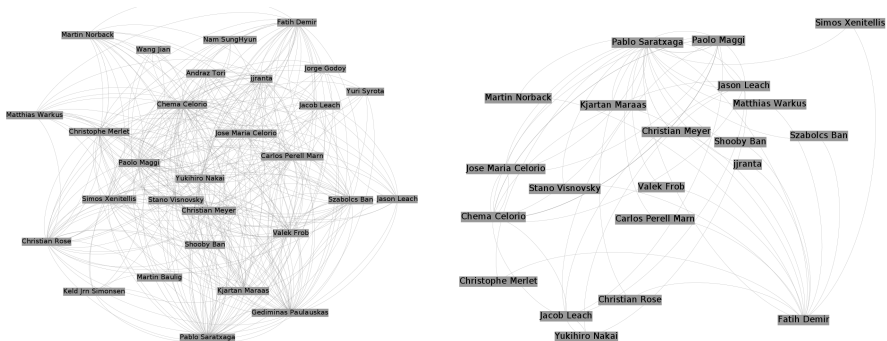 Fatih Demir
Martin Norback
Nam SungHyun
Wang Jian
Jorge Godoy
Andraz Tori
jjranta
Yuri Syrota
Chema Celorio
Jacob Leach
Matthias Warkus
Christophe Merlet
Jose Maria Celorio
Carlos Perell Marn
Paolo Maggi
Yukihiro Nakai
Simos Xenitellis
Stano Visnovsky
Szabolcs Ban
Jason Leach
Christian Meyer
Valek Frob
Christian Rose
Shooby Ban
Martin Baulig
Keld Jrn Simonsen
Kjartan Maraas
Gediminas Paulauskas
Pablo Saratxaga
Simos Xenitellis
Paolo Maggi
Pablo Saratxaga
Jason Leach
Martin Norback
Kjartan Maraas
Matthias Warkus
Christian Meyer
Szabolcs Ban
Shooby Ban
jjranta
Jose Maria Celorio
Stano Visnovsky
Valek Frob
Chema Celorio
Carlos Perell Marn
Christophe Merlet
Christian Rose
Jacob Leach
Fatih Demir
Yukihiro Nakai